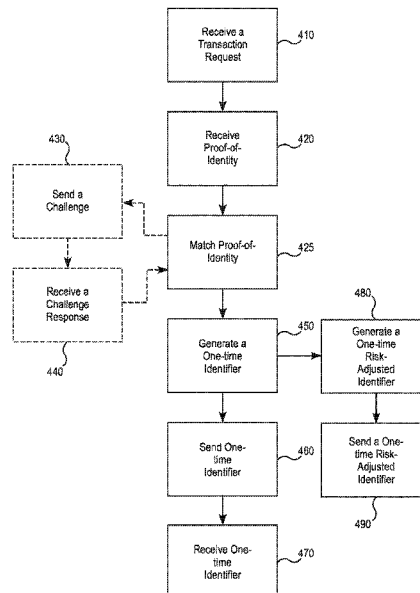 Receive a
Transaction
Request
410
Receive
Proof-of-
Identity
420
430
Send a
Challenge
Match Proof-of-
Identity
425
Receive a
Challenge
Response
440
450
Generate a
One-time
Identifier
480
Generate a
One-time
Risk-
Adjusted
Identifier
Send One-
time
Identifier
460
Send a One-
time Risk-
Adjusted
Identifier
490
Receive One-
time
Identifier
470